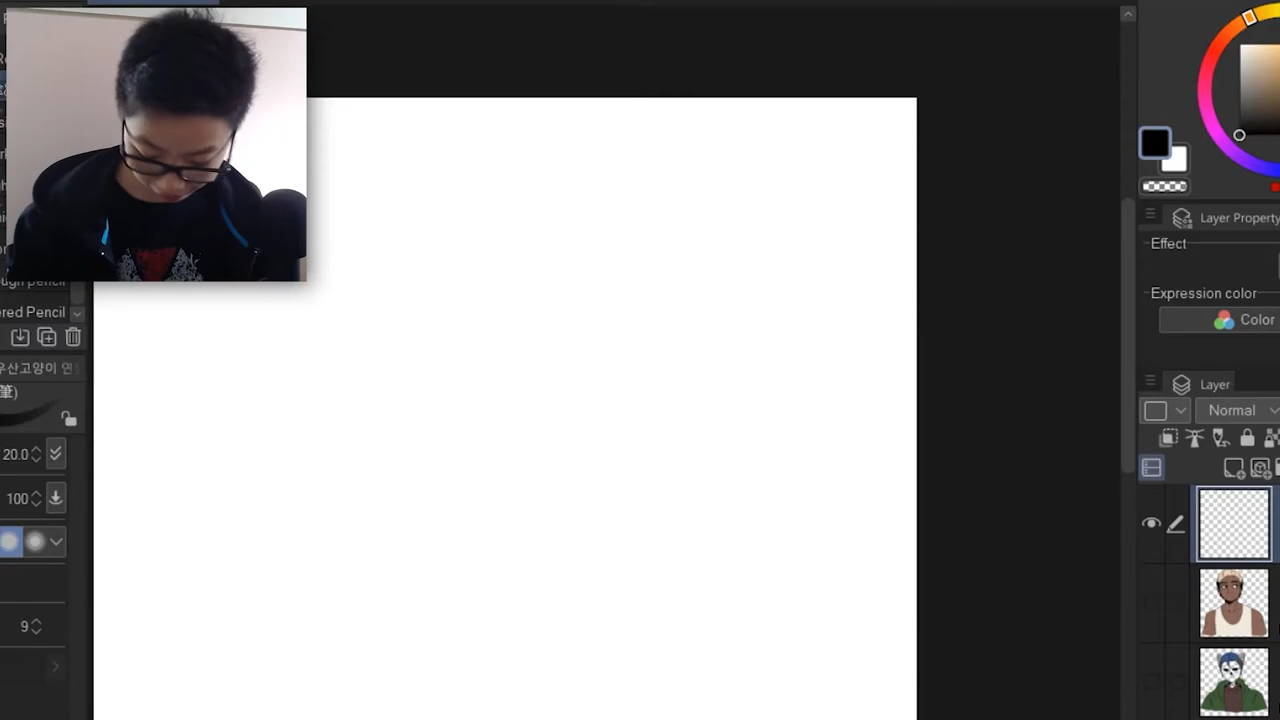 ough pencil
ered Pencil
우산고양이 연
筆)
20.0
100
9
Layer Property
Effect
Expression color
Color
Layer
Normal